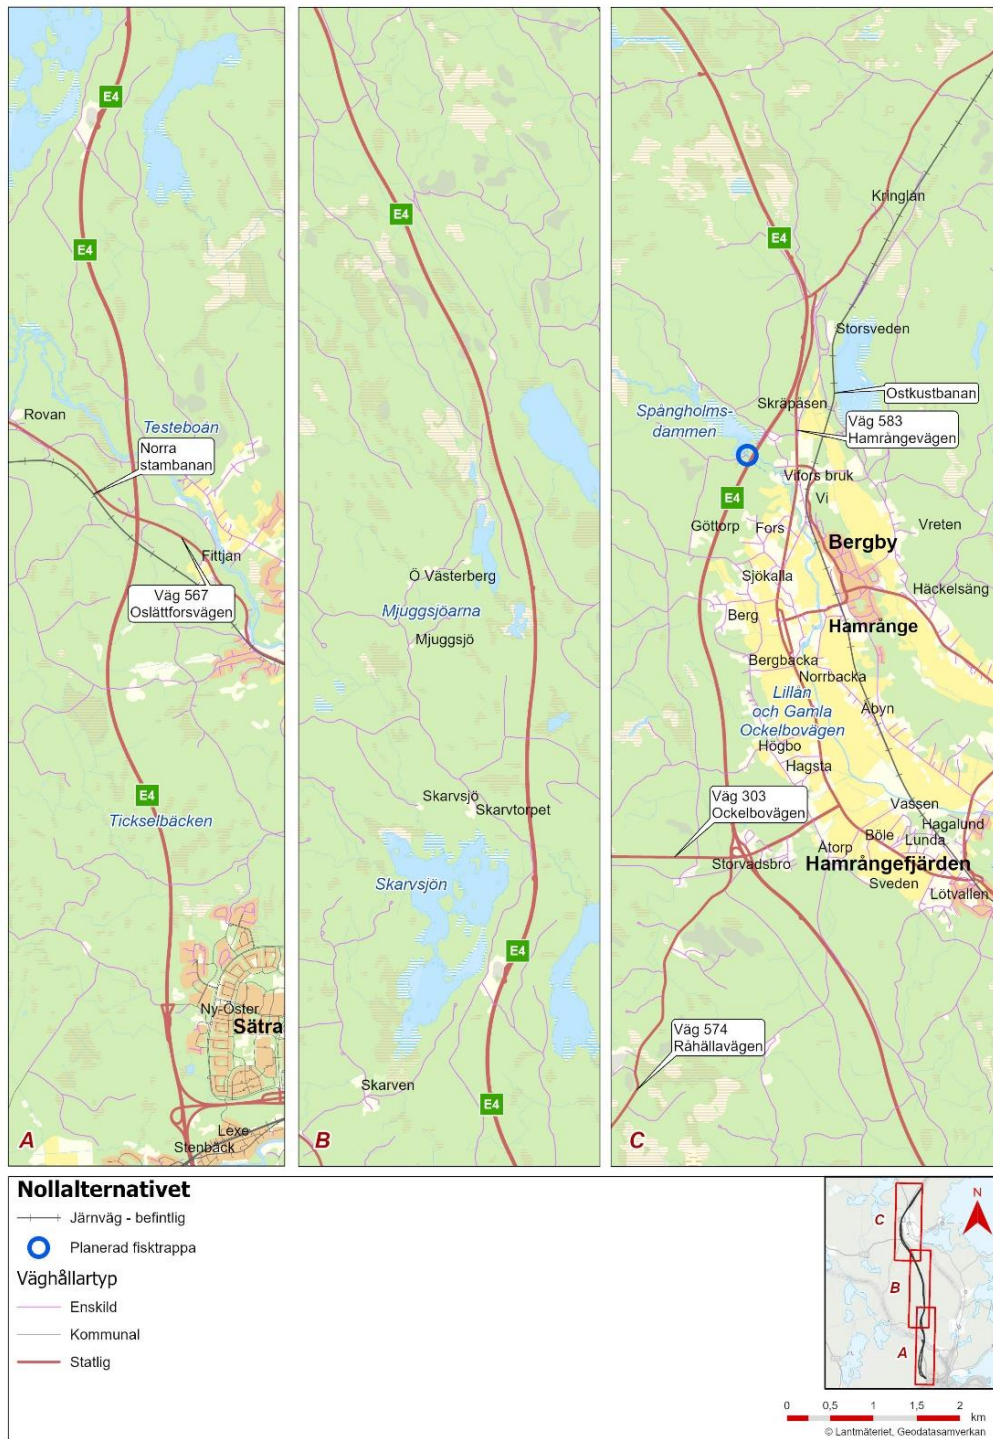 E4
E4
Rovan
Testeboån
Norra
stambanan
Fittjan
Väg 567
Oslättforsvägen
E4
Tickselbäcken
Ny-Öster
Sätra
Lexe
Stenbäck
A
E4
Ö Västerberg
Mjuggsjöarna
Mjuggsjö
Skarvsjö
Skarvtorpet
Skarvsjön
E4
Skarven
E4
B
E4
Kringlan
Storsveden
Ostkustbanan
Skräpåsen
Spångholms-
dammen
Väg 583
Hamrångevägen
Vifors bruk
E4
Vi
Göttorp
Fors
Vreten
Bergby
Sjökalla
Häckelsäng
Berg
Hamrånge
Bergbacka
Norrbacka
Lillån
och Gamla
Ockelbovägen
Åbyn
Högbo
Hagsta
Väg 303
Ockelbovägen
Vassen
Hagalund
Böle
Lunda
Åtorp
Storvadsbro
Hamrångefjärden
Sveden
Lötvallen
Väg 574
Råhällavägen
C
Nollalternativet
Järnväg - befintlig
Planerad fisktrappa
Väghållartyp
Enskild
Kommunal
Statlig
N
C
B
A
0 0,5 1 1,5 2
km
© Lantmäteriet, Geodatasamverkan